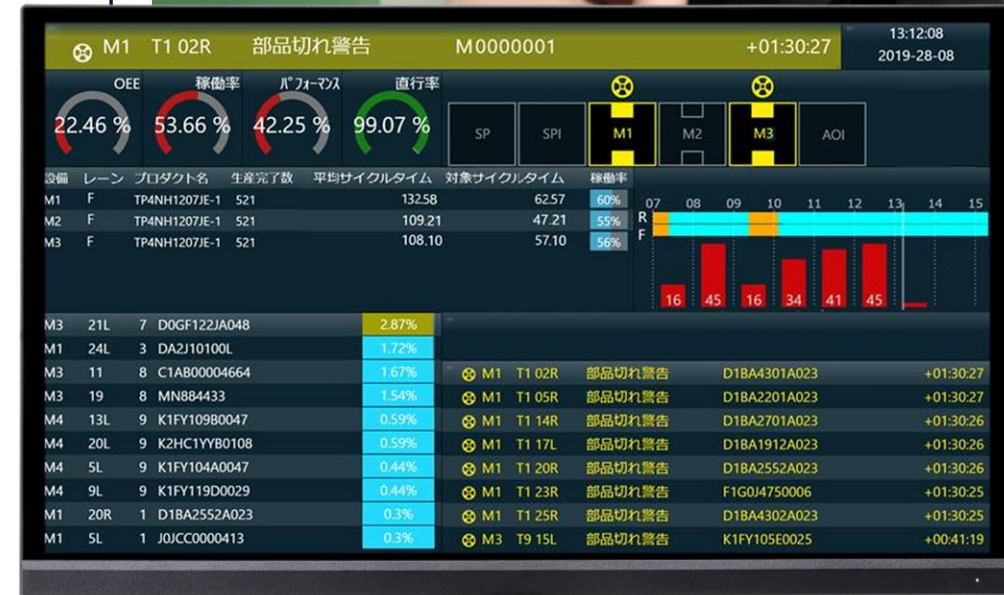 M1 T1 02R 部品切れ警告 M0000001 +01:30:27
13:12:08
2019-28-08
OEE 稼働率 ﾊﾟﾌｫｰﾏﾝｽ 直行率
22.46 % 53.66 % 42.25 % 99.07 %
SP SPI M1 M2 M3 AOI
設備 レーン プロダクト名 生産完了数 平均サイクルタイム 対象サイクルタイム 稼働率
M1 F TP4NH1207JE-1 521 132.58 62.57 60%
M2 F TP4NH1207JE-1 521 109.21 47.21 55%
M3 F TP4NH1207JE-1 521 108.10 57.10 56%
07 08 09 10 11 12 13 14 15
R
F
16 45 16 34 41 45
M3 21L 7 D0GF122JA048 2.87%
M1 24L 3 DA2J10100L 1.72%
M3 11 8 C1AB00004664 1.67%
M3 19 8 MN884433 1.54%
M4 13L 9 K1FY109B0047 0.59%
M4 20L 9 K2HC1YYB0108 0.59%
M4 5L 9 K1FY104A0047 0.44%
M4 9L 9 K1FY119D0029 0.44%
M1 20R 1 D1BA2552A023 0.3%
M1 5L 1 J0JCC0000413 0.3%
M1 T1 02R 部品切れ警告 D1BA4301A023 +01:30:27
M1 T1 05R 部品切れ警告 D1BA2201A023 +01:30:27
M1 T1 14R 部品切れ警告 D1BA2701A023 +01:30:26
M1 T1 17L 部品切れ警告 D1BA1912A023 +01:30:26
M1 T1 20R 部品切れ警告 D1BA2552A023 +01:30:26
M1 T1 23R 部品切れ警告 F1G0J4750006 +01:30:25
M1 T1 25R 部品切れ警告 D1BA4302A023 +01:30:25
M3 T9 15L 部品切れ警告 K1FY105E0025 +00:41:19